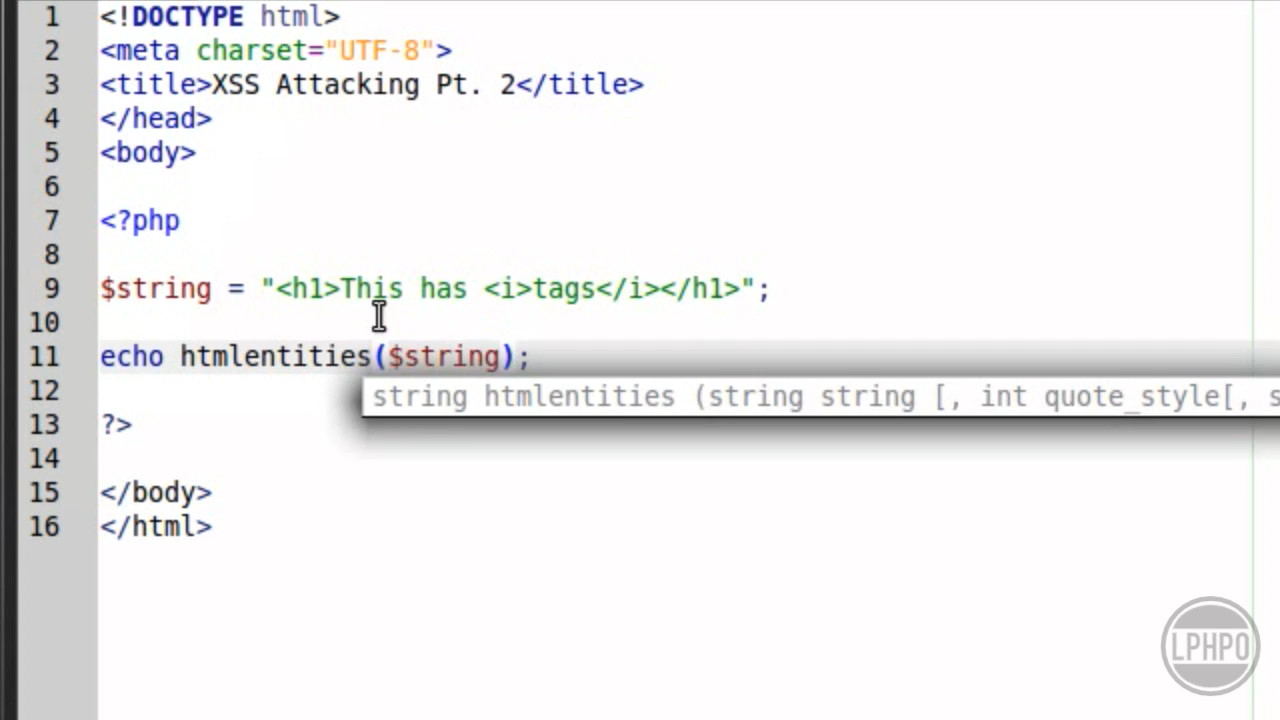 1 <!DOCTYPE html>
2 <meta charset="UTF-8">
3 <title>XSS Attacking Pt. 2</title>
4 </head>
5 <body>
6
7 <?php
8
9 $string = "<h1>This has <i>tags</i></h1>";
10
11 echo htmlentities($string);
12 string htmlentities (string string [, int quote_style[, s
13 ?>
14
15 </body>
16 </html>
LPHPO